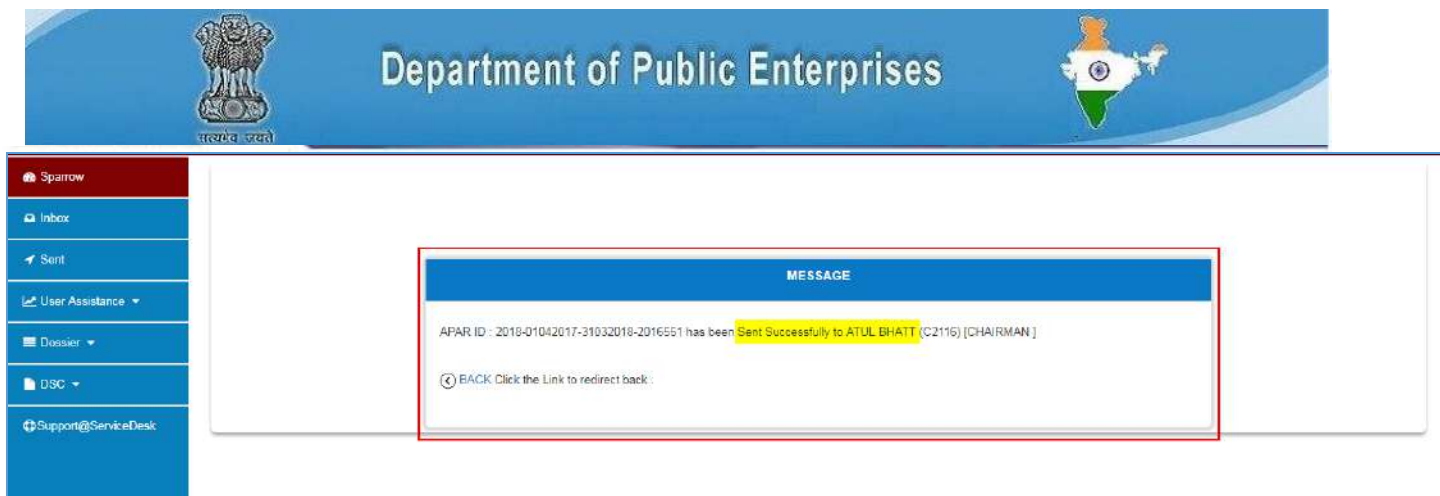 सत्यमेव जयते
Department of Public Enterprises
Sparrow
Inbox
Sent
User Assistance
Dossier
DSC
Support@ServiceDesk
MESSAGE
APAR ID : 2018-01042017-31032018-2016551 has been Sent Successfully to ATUL BHATT (C2116) [CHAIRMAN ]
BACK Click the Link to redirect back :